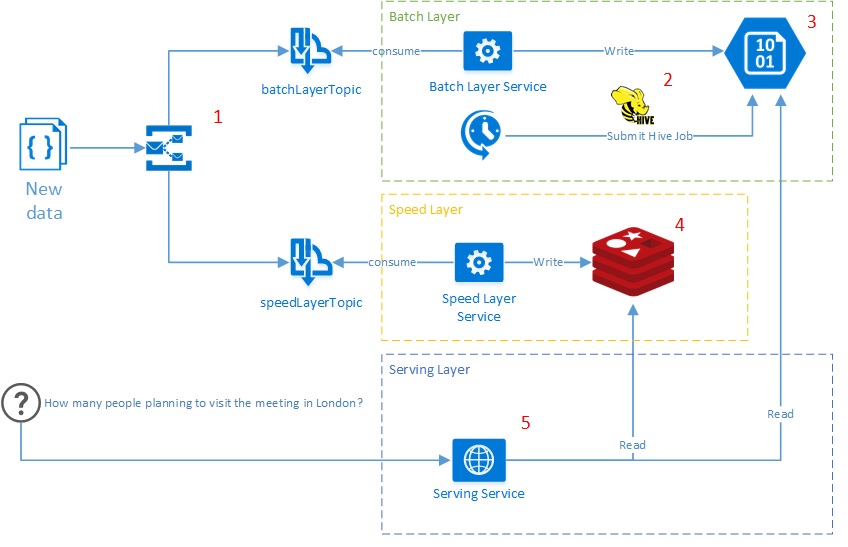 Batch Layer
3
10
01
consume
Write
batchLayerTopic
Batch Layer Service
2
1
HIVE
Submit Hive Job
{ }
New
data
Speed Layer
4
consume
Write
speedLayerTopic
Speed Layer
Service
Serving Layer
?
How many people planning to visit the meeting in London?
5
Read
Read
Serving Service